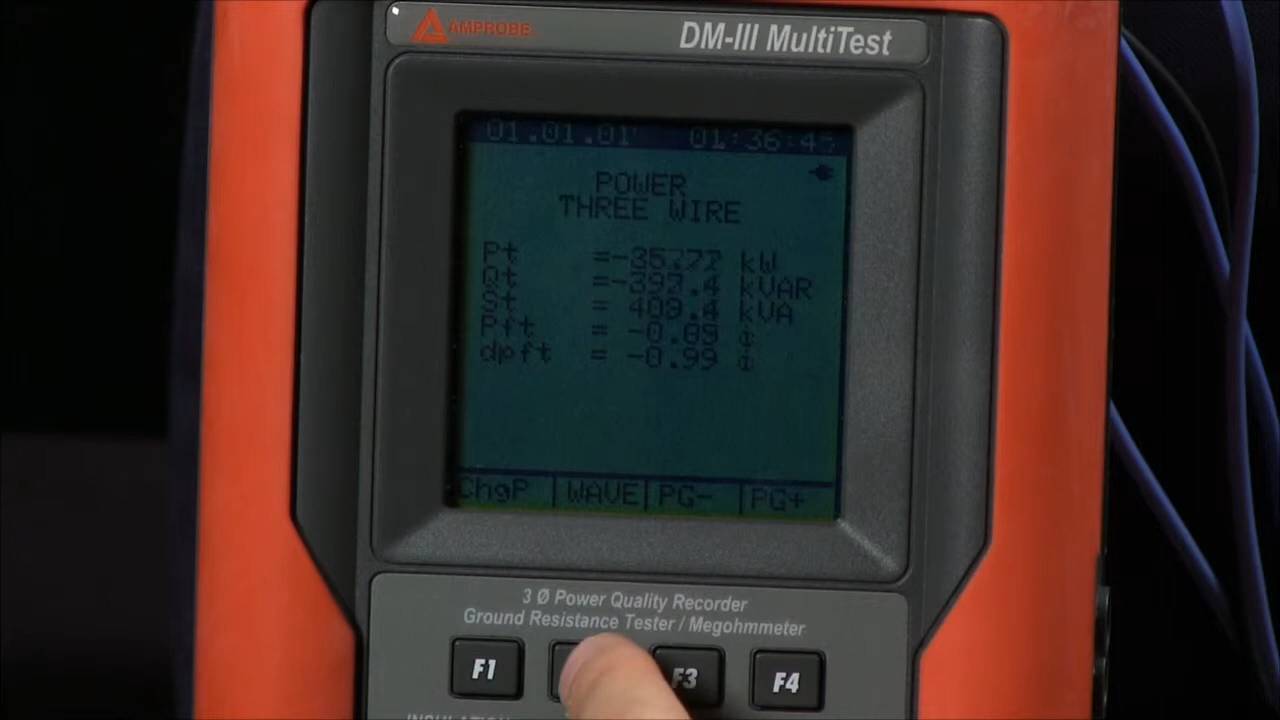 AMPROBE
DM-III MultiTest
01.01.01 01:36:45
POWER
THREE WIRE
Pt =-35.77 kW
Qt =-397.4 kVAR
St = 409.4 kVA
Pft = -0.09
dpft = -0.99
ChgP WAVE PG- PG+
3 Ø Power Quality Recorder
Ground Resistance Tester / Megohmmeter
F1 F3 F4
INSULATION